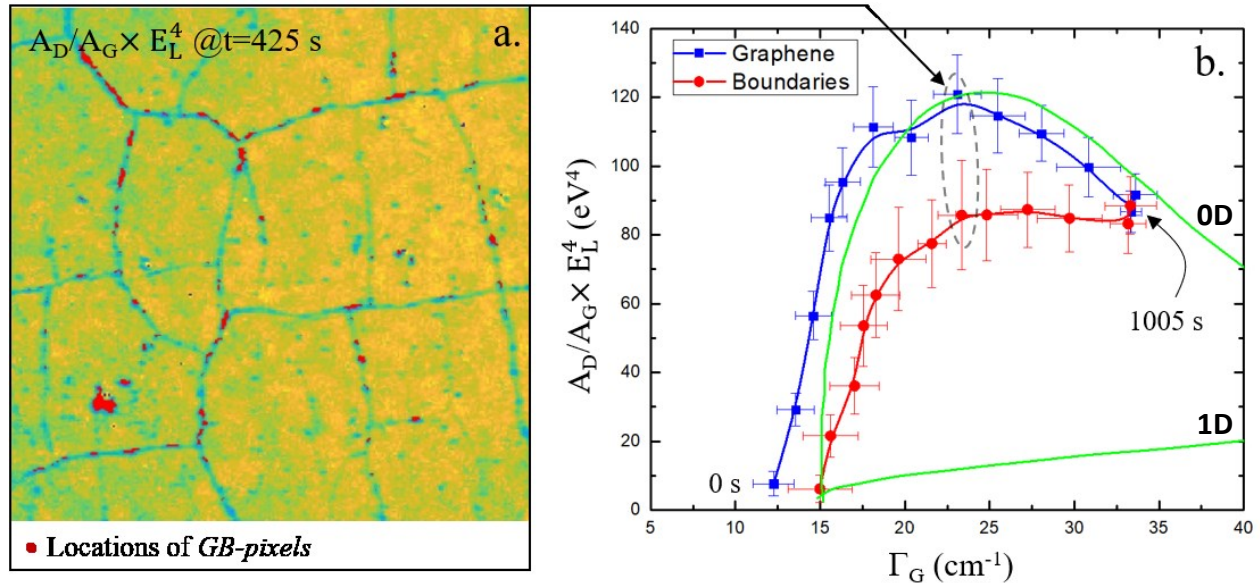 A_D/A_G× E_L^4 @t=425 s
a.
• Locations of GB-pixels
b.
Graphene
Boundaries
0D
1D
1005 s
0 s
140
120
100
80
60
40
20
0
A_D/A_G× E_L^4 (eV^4)
5 10 15 20 25 30 35 40
Γ_G (cm^-1)